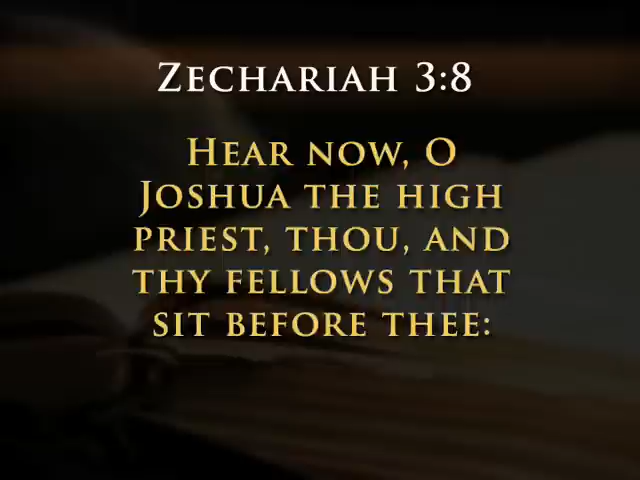 Zechariah 3:8
Hear now, O
Joshua the high
priest, thou, and
thy fellows that
sit before thee: